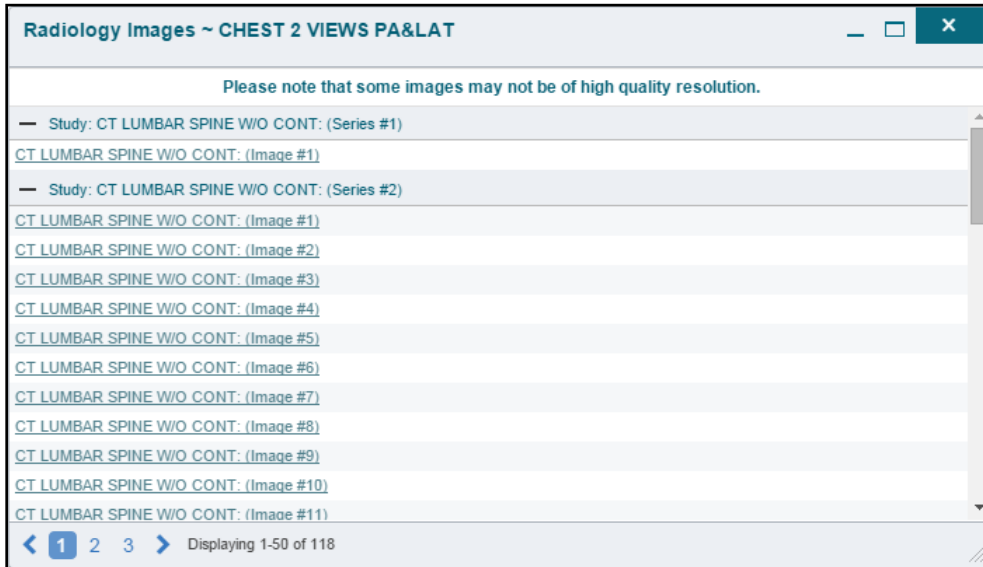 Radiology Images ~ CHEST 2 VIEWS PA&LAT
Please note that some images may not be of high quality resolution.
Study: CT LUMBAR SPINE W/O CONT: (Series #1)
CT LUMBAR SPINE W/O CONT: (Image #1)
Study: CT LUMBAR SPINE W/O CONT: (Series #2)
CT LUMBAR SPINE W/O CONT: (Image #1)
CT LUMBAR SPINE W/O CONT: (Image #2)
CT LUMBAR SPINE W/O CONT: (Image #3)
CT LUMBAR SPINE W/O CONT: (Image #4)
CT LUMBAR SPINE W/O CONT: (Image #5)
CT LUMBAR SPINE W/O CONT: (Image #6)
CT LUMBAR SPINE W/O CONT: (Image #7)
CT LUMBAR SPINE W/O CONT: (Image #8)
CT LUMBAR SPINE W/O CONT: (Image #9)
CT LUMBAR SPINE W/O CONT: (Image #10)
CT LUMBAR SPINE W/O CONT: (Image #11)
1 2 3 Displaying 1-50 of 118